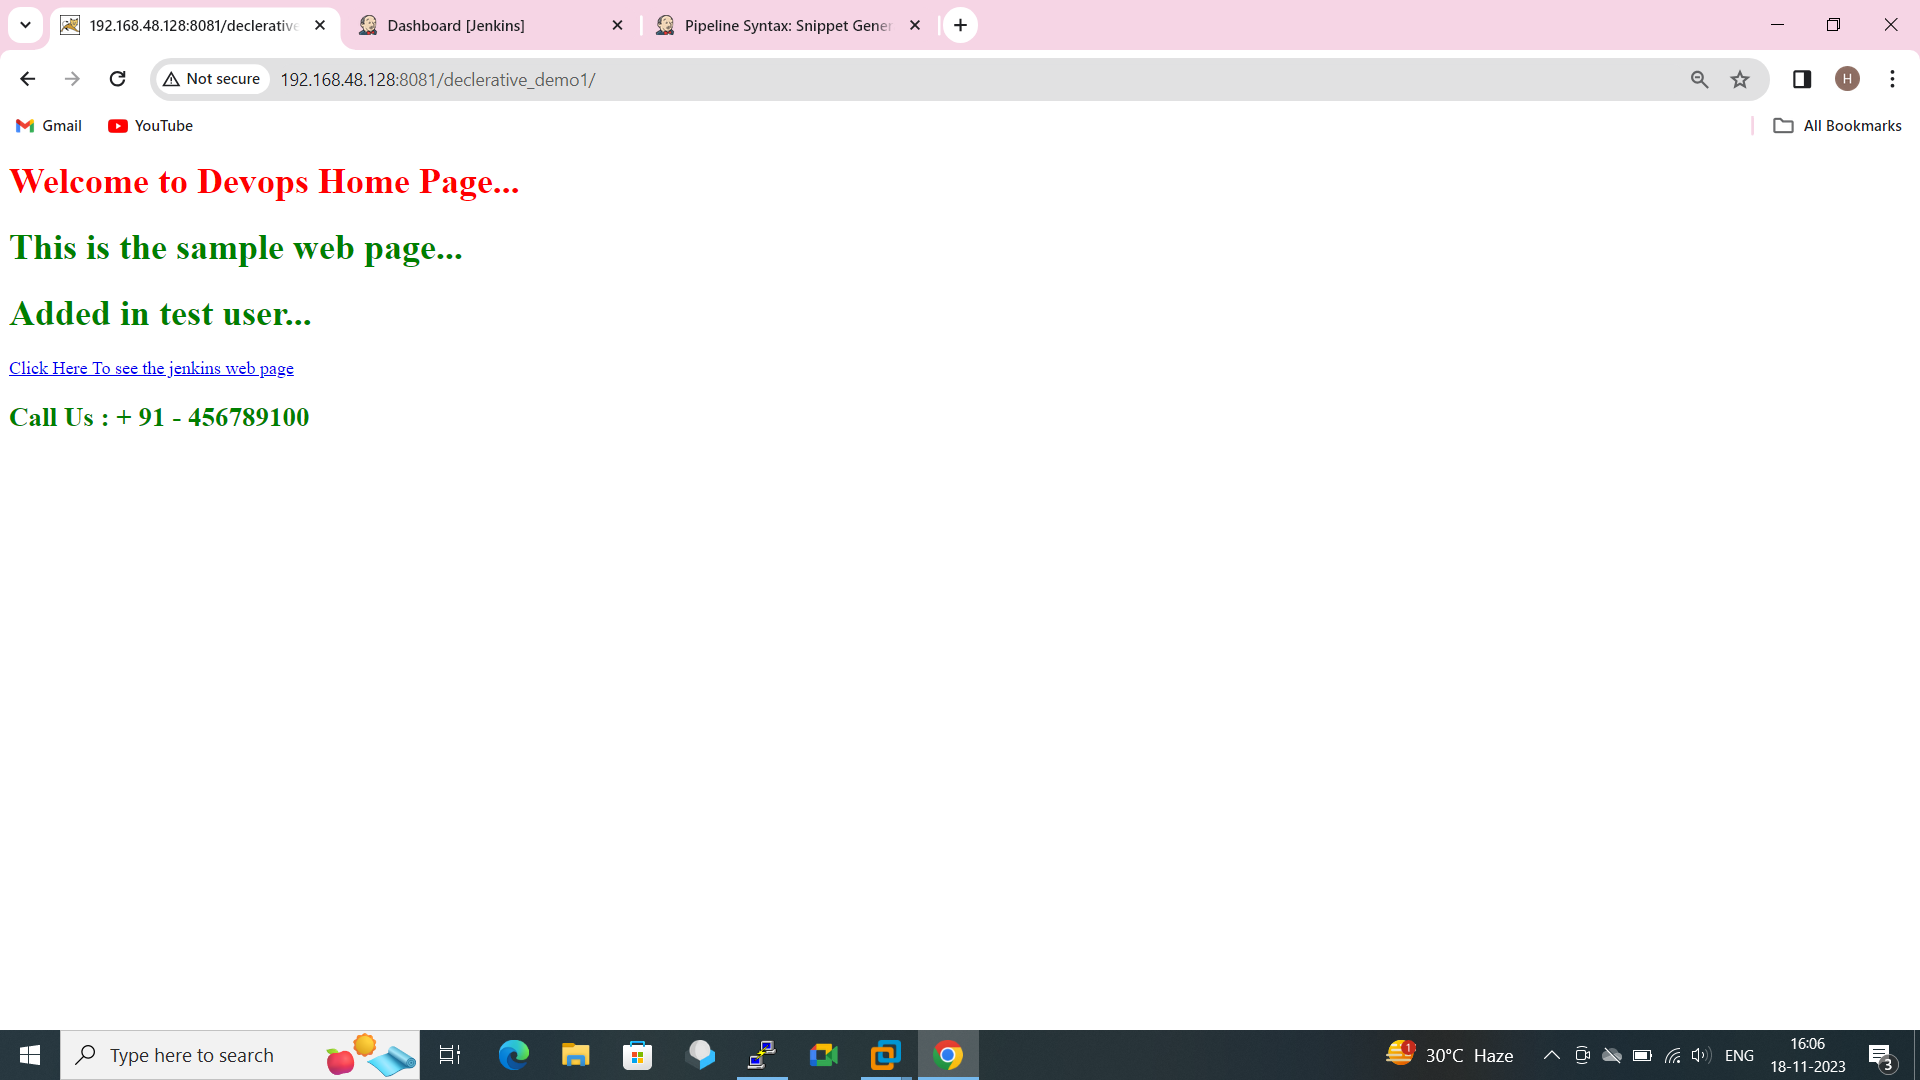 192.168.48.128:8081/declerative
Dashboard [Jenkins]
Pipeline Syntax: Snippet Gener
Not secure
192.168.48.128:8081/declerative_demo1/
H
Gmail
YouTube
All Bookmarks
Welcome to Devops Home Page...
This is the sample web page...
Added in test user...
Click Here To see the jenkins web page
Call Us : + 91 - 456789100
Type here to search
1
30°C Haze
ENG
16:06
18-11-2023
3